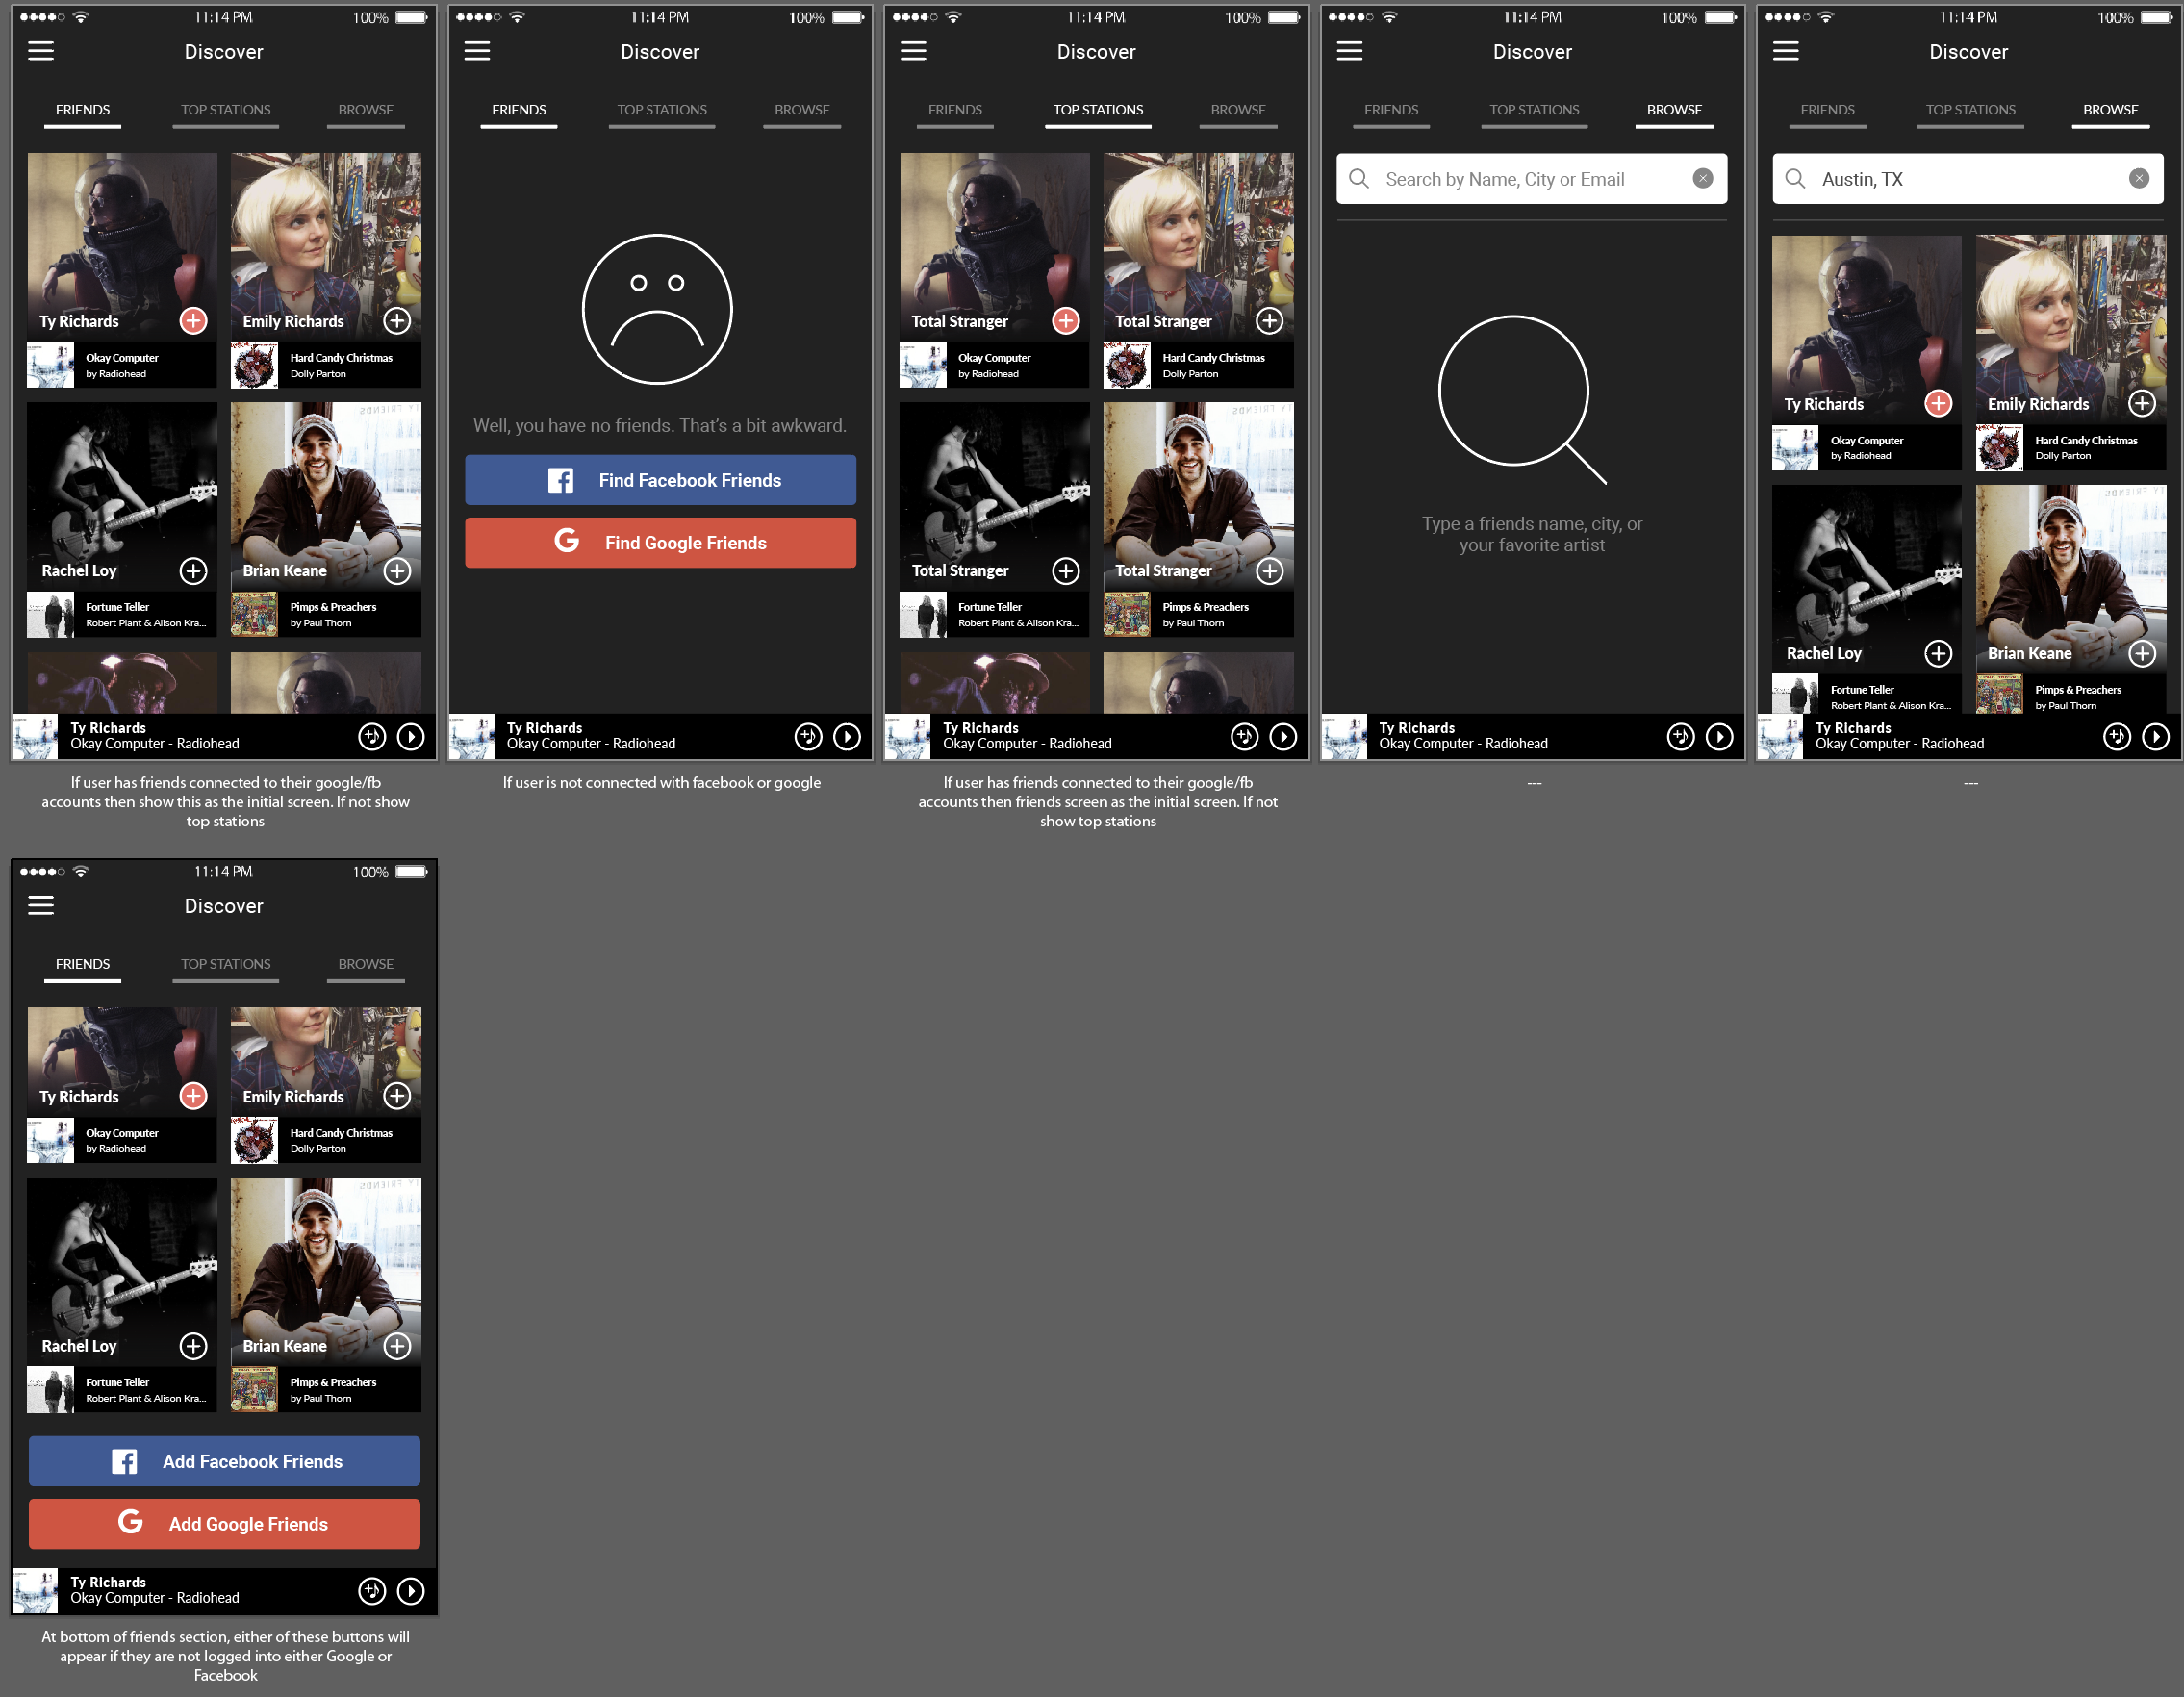 11:14 PM
100%
Discover
FRIENDS
TOP STATIONS
BROWSE
Ty Richards
Okay Computer
by Radiohead
Emily Richards
Hard Candy Christmas
Dolly Parton
Rachel Loy
Fortune Teller
Robert Plant & Alison Kra...
Brian Keane
Pimps & Preachers
by Paul Thorn
Ty RIchards
Okay Computer - Radiohead
If user has friends connected to their google/fb
accounts then show this as the initial screen. If not show
top stations
11:14 PM
100%
Discover
FRIENDS
TOP STATIONS
BROWSE
Well, you have no friends. That's a bit awkward.
Find Facebook Friends
G
Find Google Friends
Ty RIchards
Okay Computer - Radiohead
If user is not connected with facebook or google
11:14 PM
100%
Discover
FRIENDS
TOP STATIONS
BROWSE
Total Stranger
Okay Computer
by Radiohead
Total Stranger
Hard Candy Christmas
Dolly Parton
Total Stranger
Fortune Teller
Robert Plant & Alison Kra...
Total Stranger
Pimps & Preachers
by Paul Thorn
Ty RIchards
Okay Computer - Radiohead
If user has friends connected to their google/fb
accounts then friends screen as the initial screen. If not
show top stations
11:14 PM
100%
Discover
FRIENDS
TOP STATIONS
BROWSE
Search by Name, City or Email
Type a friends name, city, or
your favorite artist
Ty RIchards
Okay Computer - Radiohead
---
11:14 PM
100%
Discover
FRIENDS
TOP STATIONS
BROWSE
Austin, TX
Ty Richards
Okay Computer
by Radiohead
Emily Richards
Hard Candy Christmas
Dolly Parton
Rachel Loy
Fortune Teller
Robert Plant & Alison Kra...
Brian Keane
Pimps & Preachers
by Paul Thorn
Ty RIchards
Okay Computer - Radiohead
---
11:14 PM
100%
Discover
FRIENDS
TOP STATIONS
BROWSE
Ty Richards
Okay Computer
by Radiohead
Emily Richards
Hard Candy Christmas
Dolly Parton
Rachel Loy
Fortune Teller
Robert Plant & Alison Kra...
Brian Keane
Pimps & Preachers
by Paul Thorn
Add Facebook Friends
G
Add Google Friends
Ty RIchards
Okay Computer - Radiohead
At bottom of friends section, either of these buttons will
appear if they are not logged into either Google or
Facebook